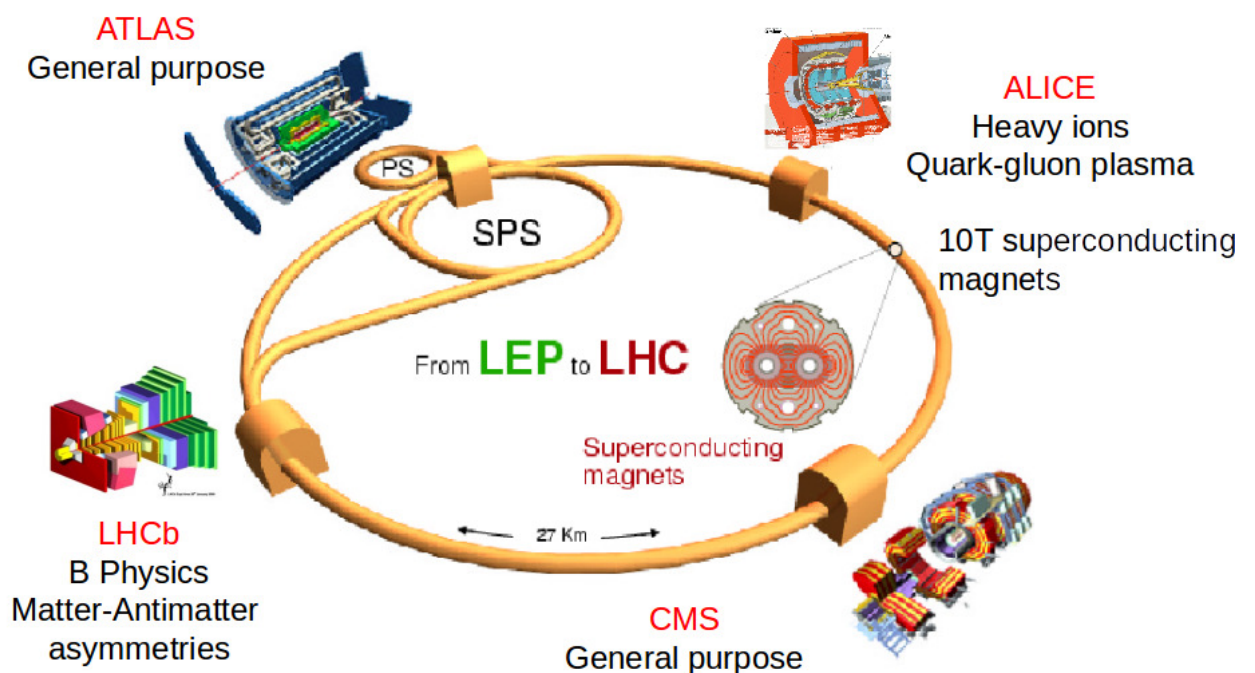 ATLAS
General purpose
ALICE
Heavy ions
Quark-gluon plasma
PS
SPS
10T superconducting
magnets
From LEP to LHC
Superconducting
magnets
27 Km
LHCb
B Physics
Matter-Antimatter
asymmetries
CMS
General purpose